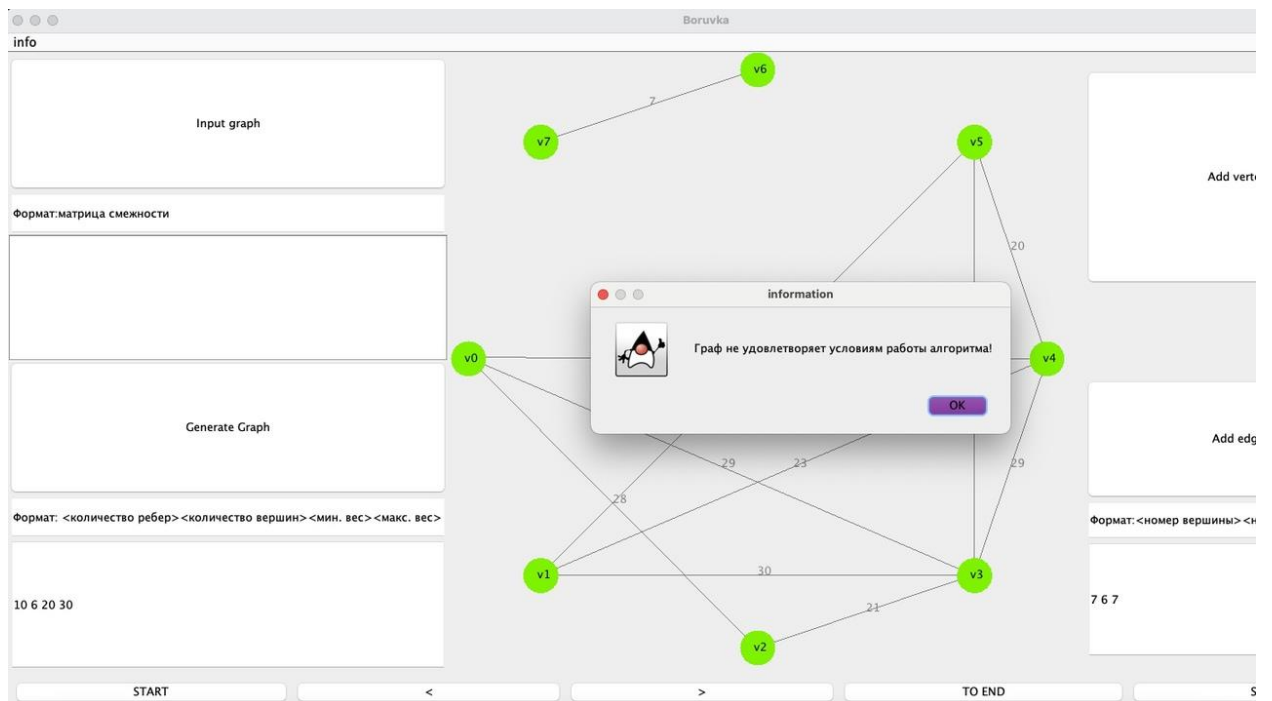 Boruvka
info
Input graph
Формат:матрица смежности
Generate Graph
Формат: <количество ребер><количество вершин><мин. вес><макс. вес>
10 6 20 30
v6
7
v7
v5
20
v0
v4
29
23
29
28
v1
30
v3
21
v2
information
Граф не удовлетворяет условиям работы алгоритма!
OK
Add
Add
Формат:<номер вершины><
7 6 7
START
<
>
TO END